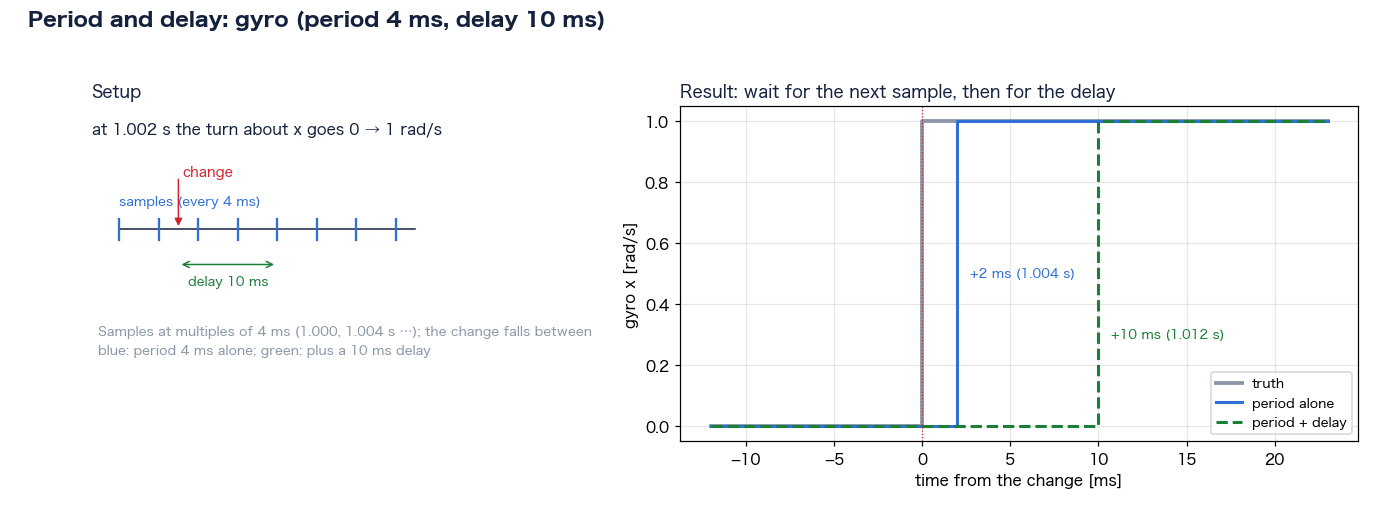 Period and delay: gyro (period 4 ms, delay 10 ms)
Setup
at 1.002 s the turn about x goes 0 → 1 rad/s
change
samples (every 4 ms)
delay 10 ms
Samples at multiples of 4 ms (1.000, 1.004 s ⋯); the change falls between
blue: period 4 ms alone; green: plus a 10 ms delay
Result: wait for the next sample, then for the delay
gyro x [rad/s]
1.0
0.8
0.6
0.4
0.2
0.0
+2 ms (1.004 s)
+10 ms (1.012 s)
truth
period alone
period + delay
−10 −5 0 5 10 15 20
time from the change [ms]